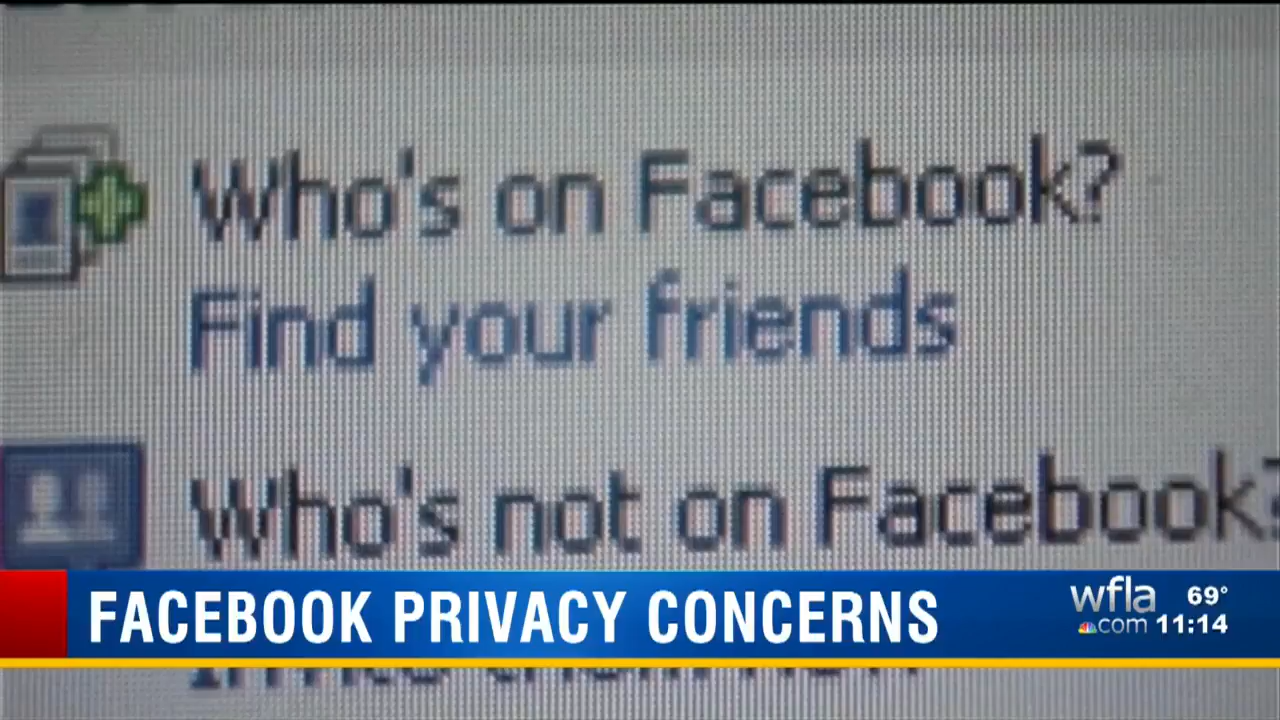 Who's on Facebook?
Find your friends
Who's not on Facebook?
FACEBOOK PRIVACY CONCERNS
wfla 69°
.com 11:14